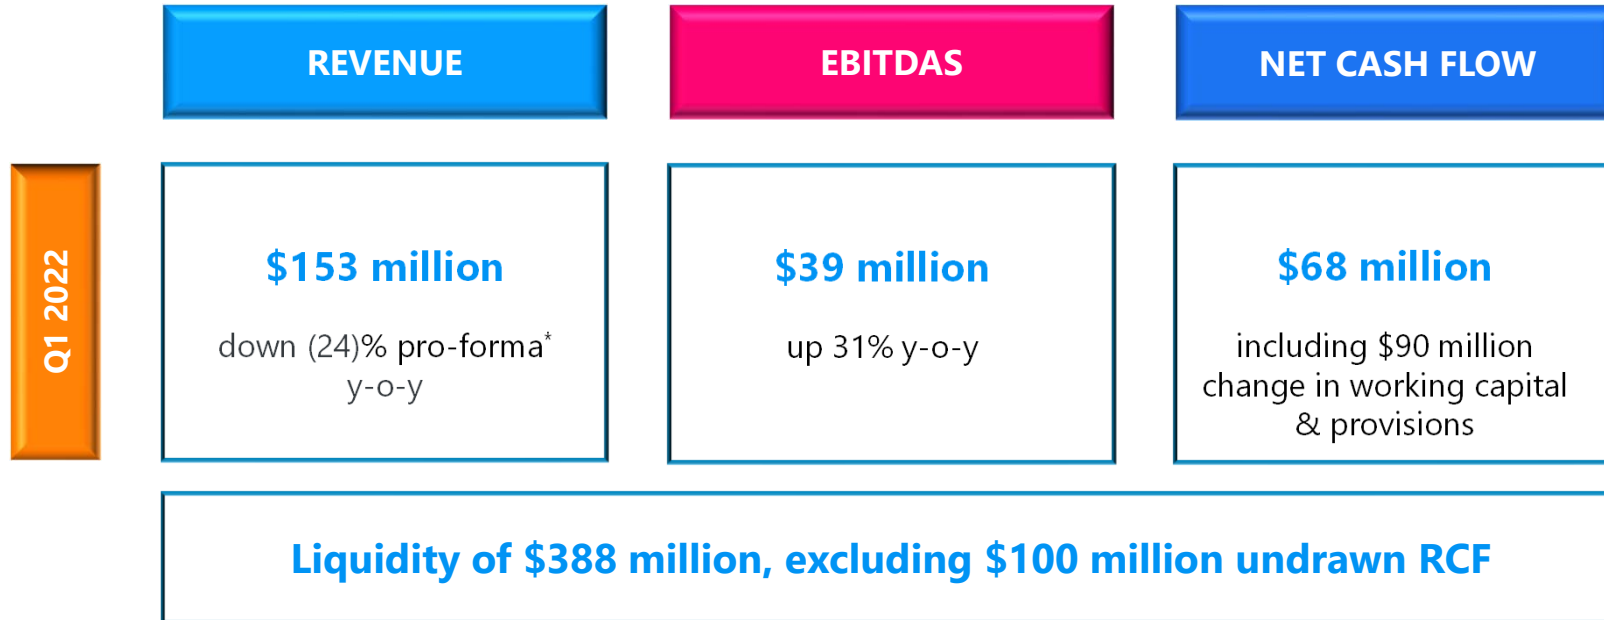 REVENUE
EBITDAS
NET CASH FLOW
Q1 2022
$153 million
down (24)% pro-forma*
y-o-y
$39 million
up 31% y-o-y
$68 million
including $90 million
change in working capital
& provisions
Liquidity of $388 million, excluding $100 million undrawn RCF